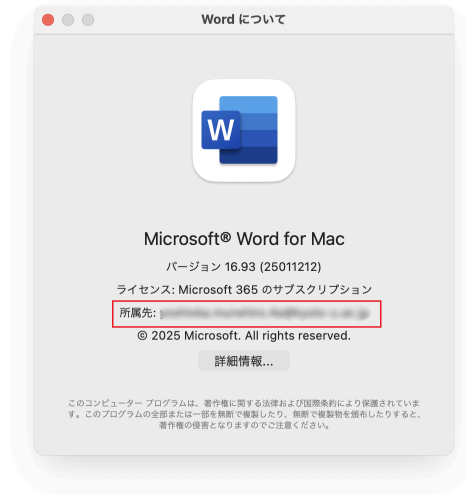 Word について
W
Microsoft® Word for Mac
バージョン 16.93 (25011212)
ライセンス: Microsoft 365 のサブスクリプション
所属先:
© 2025 Microsoft. All rights reserved.
詳細情報...
このコンピューター プログラムは、著作権に関する法律および国際条約により保護されていま
す。このプログラムの全部または一部を無断で複製したり、無断で複製物を頒布したりすると、
著作権の侵害となりますのでご注意ください。